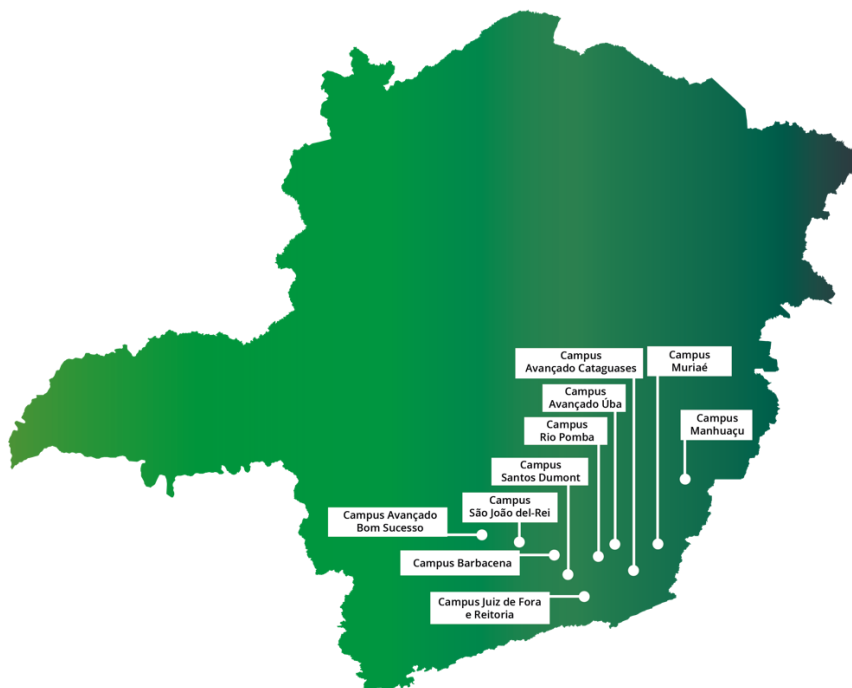 Campus
Avançado Cataguases
Campus
Muriaé
Campus
Avançado Úba
Campus
Manhuaçu
Campus
Rio Pomba
Campus
Santos Dumont
Campus
São João del-Rei
Campus Avançado
Bom Sucesso
Campus Barbacena
Campus Juiz de Fora
e Reitoria